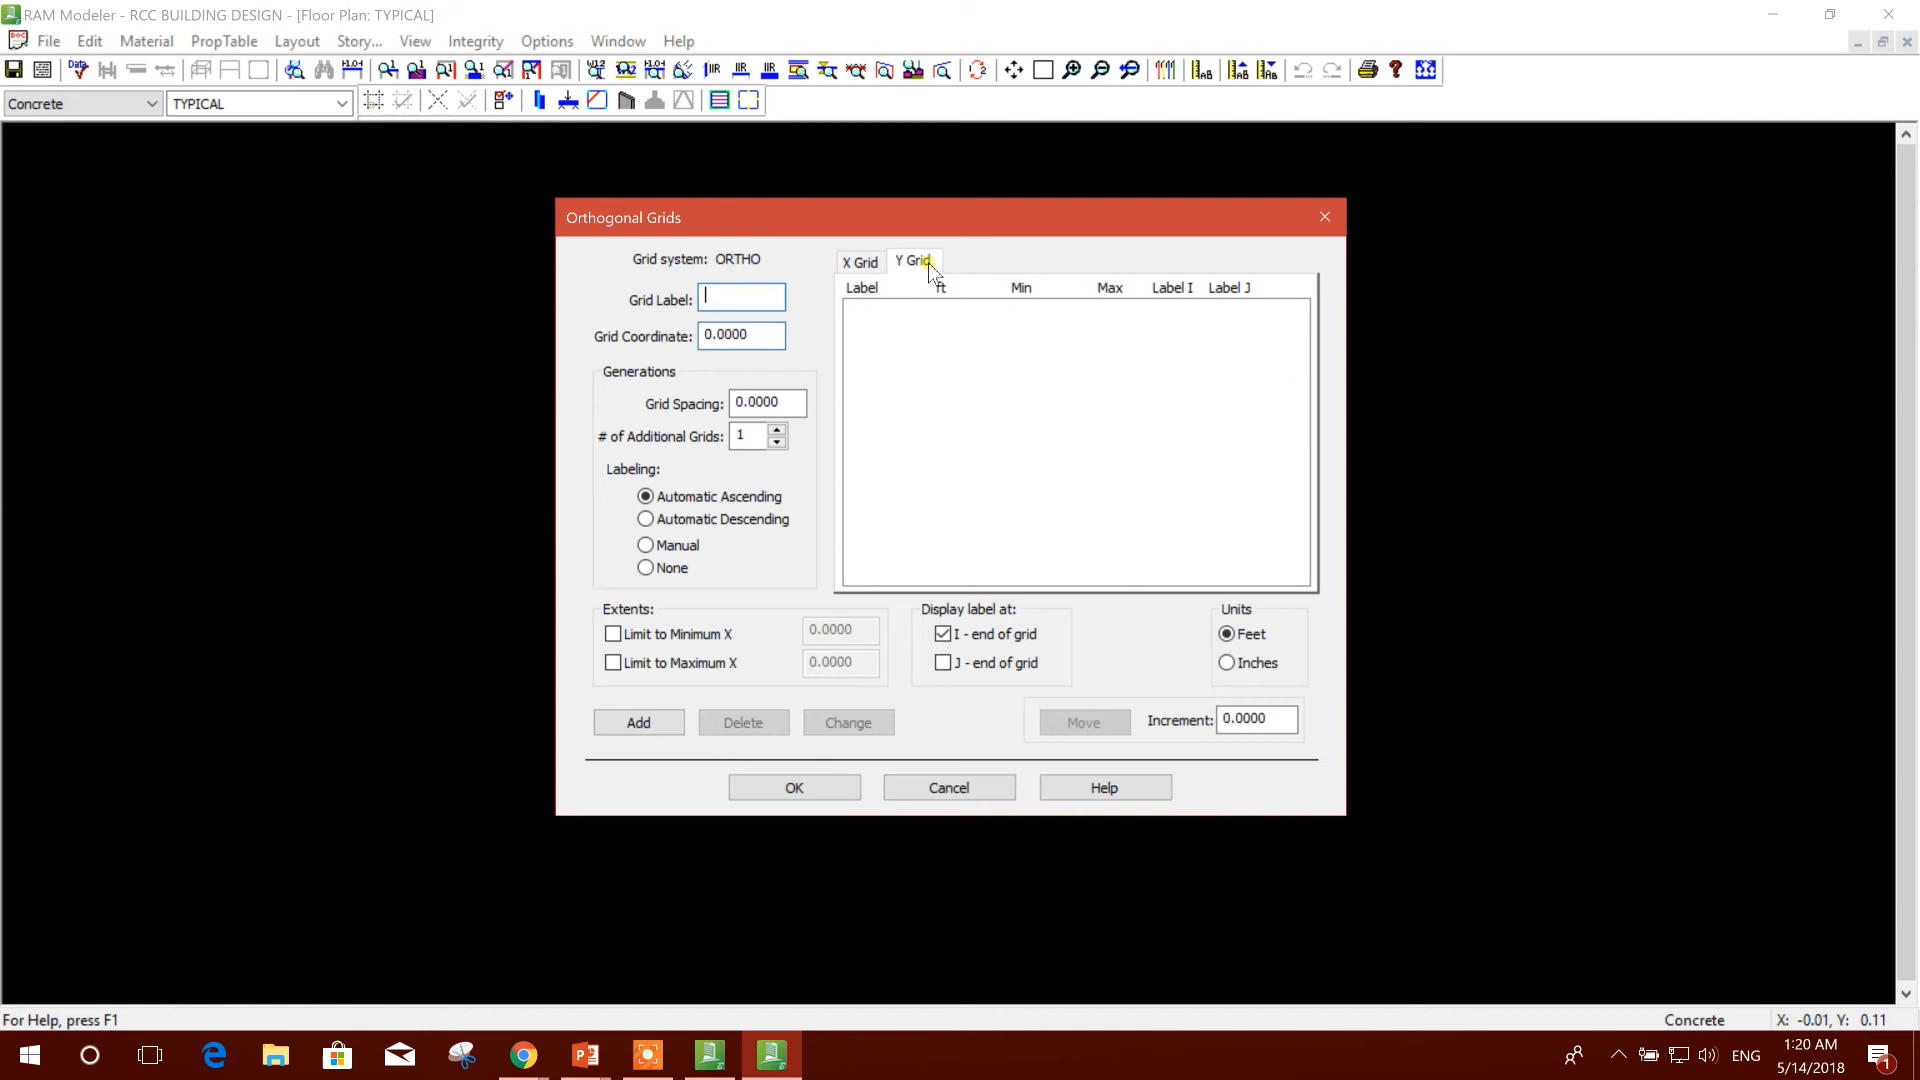 RAM Modeler - RCC BUILDING DESIGN - [Floor Plan: TYPICAL]
File Edit Material PropTable Layout Story... View Integrity Options Window Help
Concrete TYPICAL
Orthogonal Grids
Grid system: ORTHO
X Grid Y Grid
Label ft Min Max Label I Label J
Grid Label:
Grid Coordinate: 0.0000
Generations
Grid Spacing: 0.0000
# of Additional Grids: 1
Labeling:
Automatic Ascending
Automatic Descending
Manual
None
Extents:
Limit to Minimum X 0.0000
Limit to Maximum X 0.0000
Display label at:
I - end of grid
J - end of grid
Units
Feet
Inches
Add Delete Change
Move Increment: 0.0000
OK Cancel Help
For Help, press F1
Concrete X: -0.01, Y: 0.11
ENG
1:20 AM
5/14/2018
1